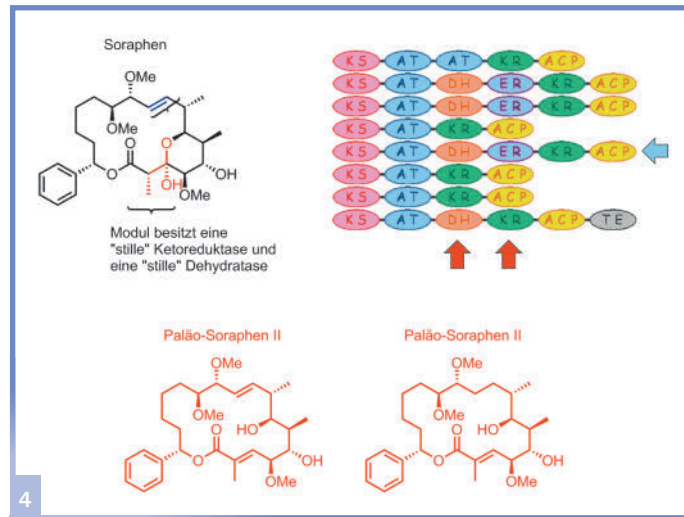 Soraphen
OMe
OMe
O
O
O
OH
OH
OMe
Modul besitzt eine
"stille" Ketoreduktase und
eine "stille" Dehydratase
KS AT AT KR ACP
KS AT DH ER KR ACP
KS AT DH ER KR ACP
KS AT KR ACP
KS AT DH ER KR ACP
KS AT KR ACP
KS AT KR ACP
KS AT DH KR ACP TE
Paläo-Soraphen II
OMe
OMe
HO
O
O
OH
OMe
Paläo-Soraphen II
OMe
OMe
HO
O
O
OH
OMe
4